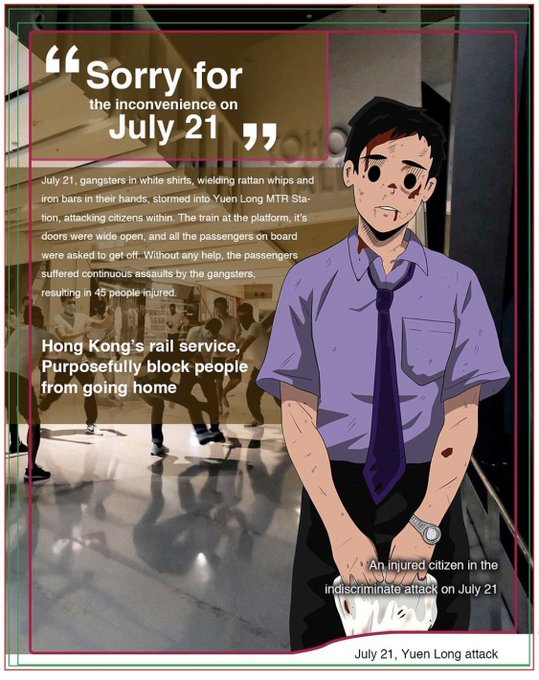 “ Sorry for
the inconvenience on
July 21 ”
July 21, gangsters in white shirts, wielding rattan whips and
iron bars in their hands, stormed into Yuen Long MTR Sta-
tion, attacking citizens within. The train at the platform, it's
doors were wide open, and all the passengers on board
were asked to get off. Without any help, the passengers
suffered continuous assaults by the gangsters,
resulting in 45 people injured.
Hong Kong's rail service,
Purposefully block people
from going home
An injured citizen in the
indiscriminate attack on July 21
July 21, Yuen Long attack